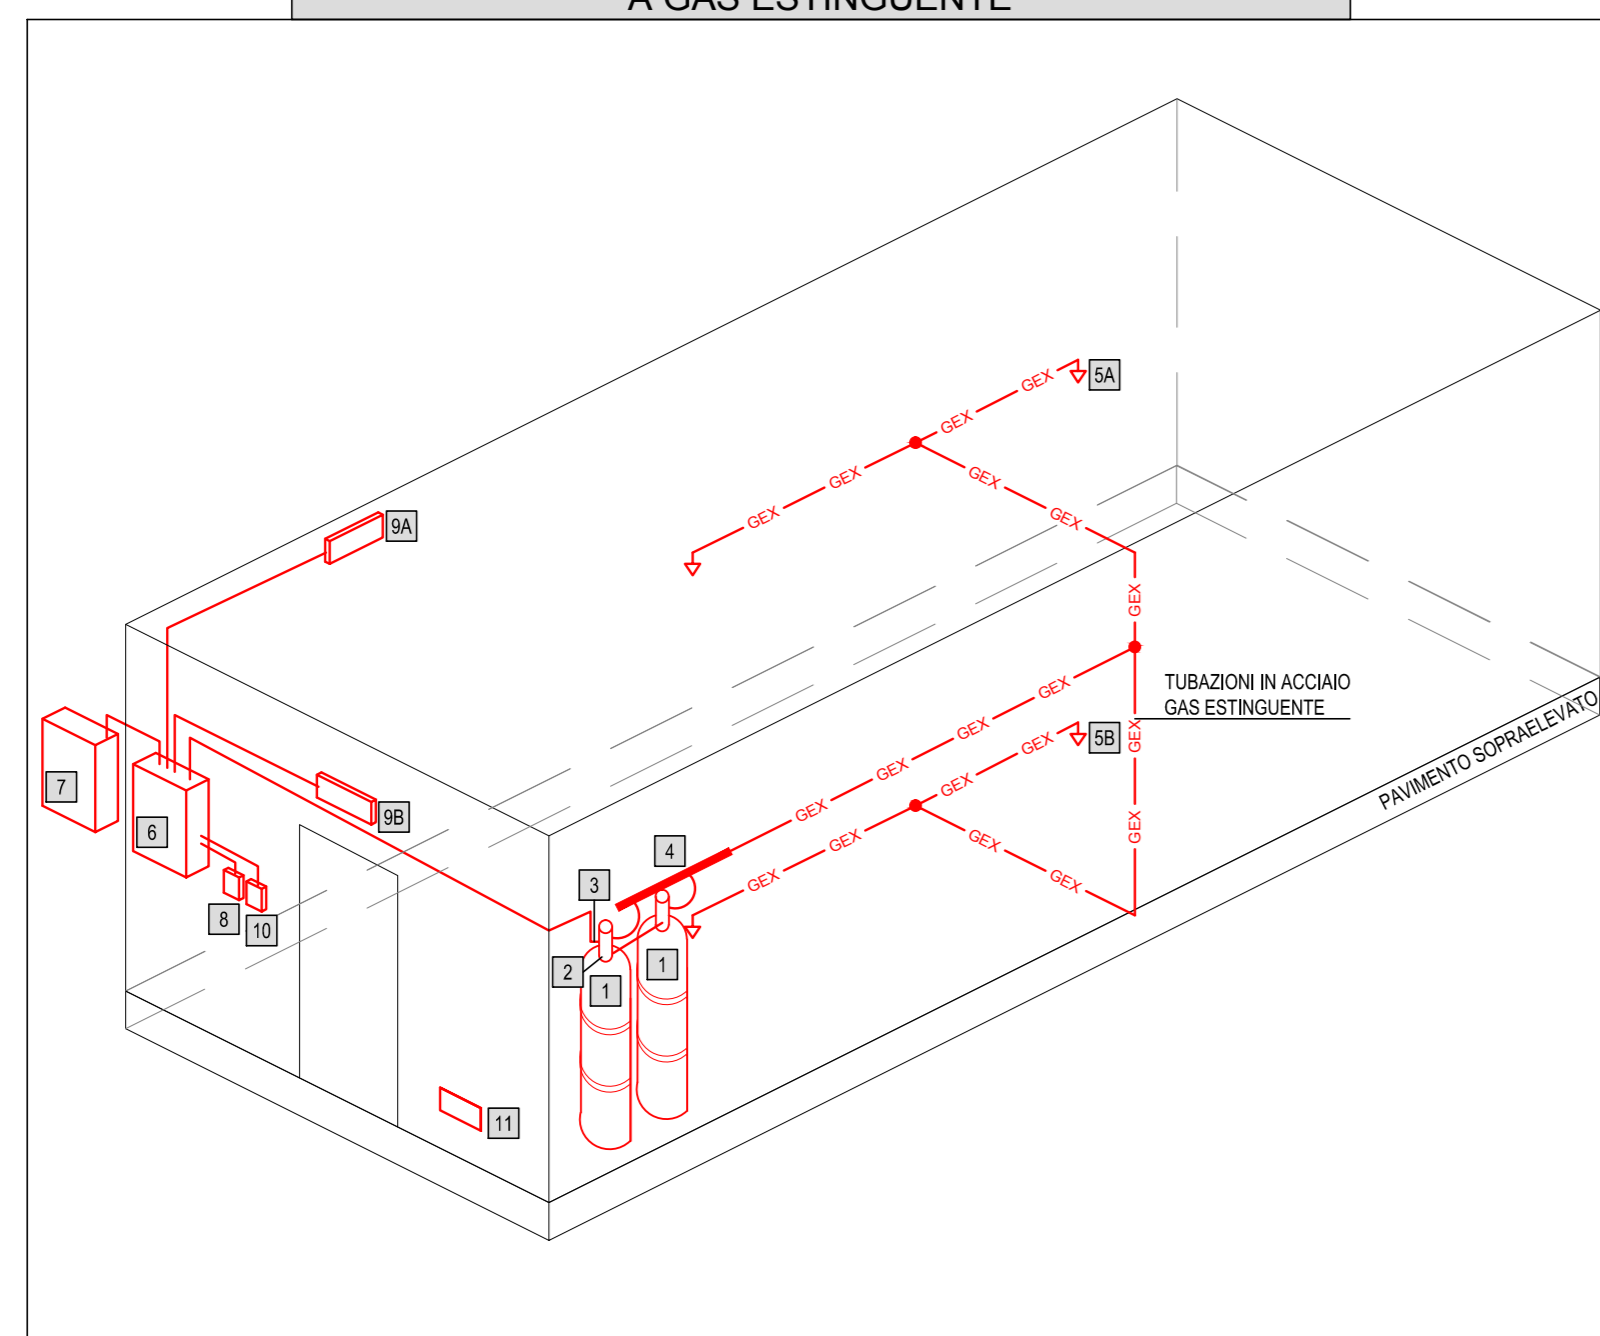 A GAS ESTINGUENTE
5A
GEX
GEX
GEX
GEX
GEX
GEX
9A
GEX
GEX
TUBAZIONI IN ACCIAIO
GAS ESTINGUENTE
PAVIMENTO SOPRAELEVATO
GEX
5B
GEX
GEX
GEX
GEX
7
GEX
9B
6
GEX
GEX
GEX
4
GEX
GEX
3
8
10
2
1
1
11